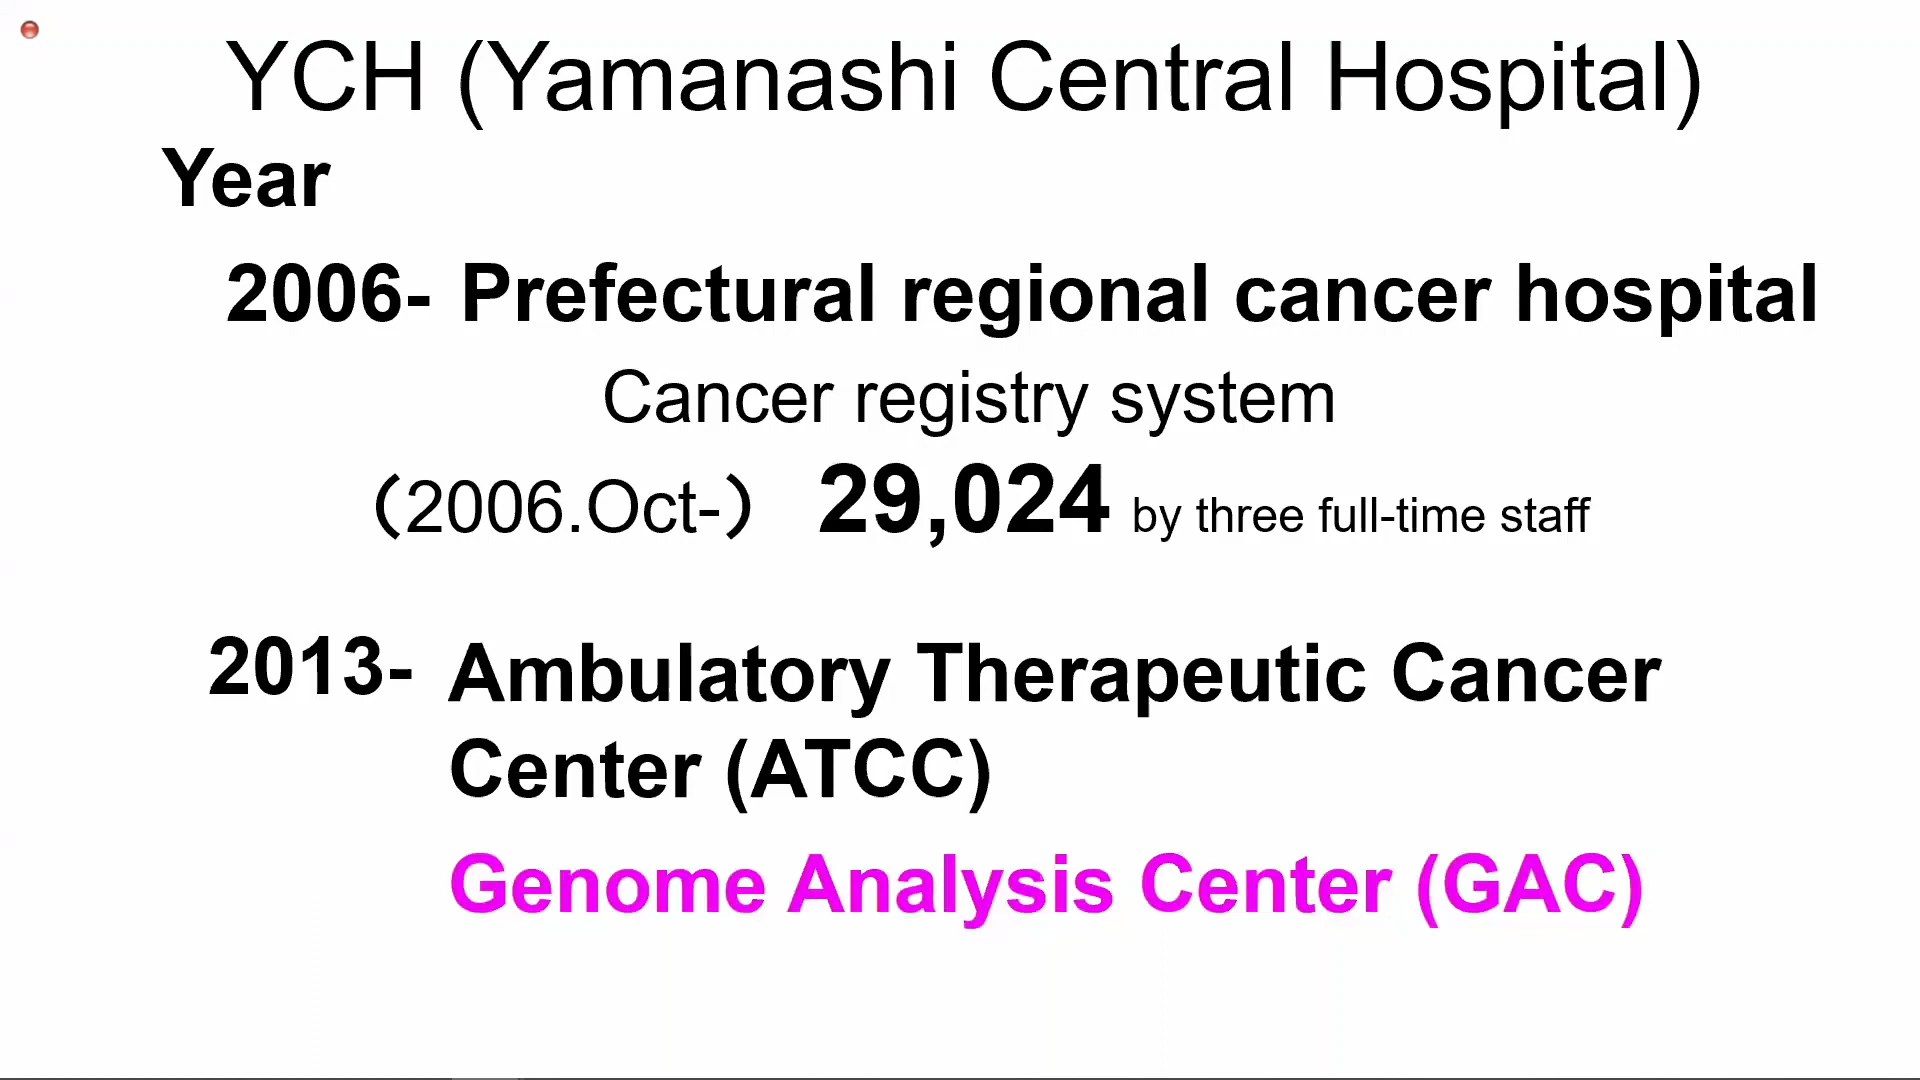 YCH (Yamanashi Central Hospital)
Year
2006- Prefectural regional cancer hospital
Cancer registry system
（2006.Oct-） 29,024 by three full-time staff
2013- Ambulatory Therapeutic Cancer
Center (ATCC)
Genome Analysis Center (GAC)